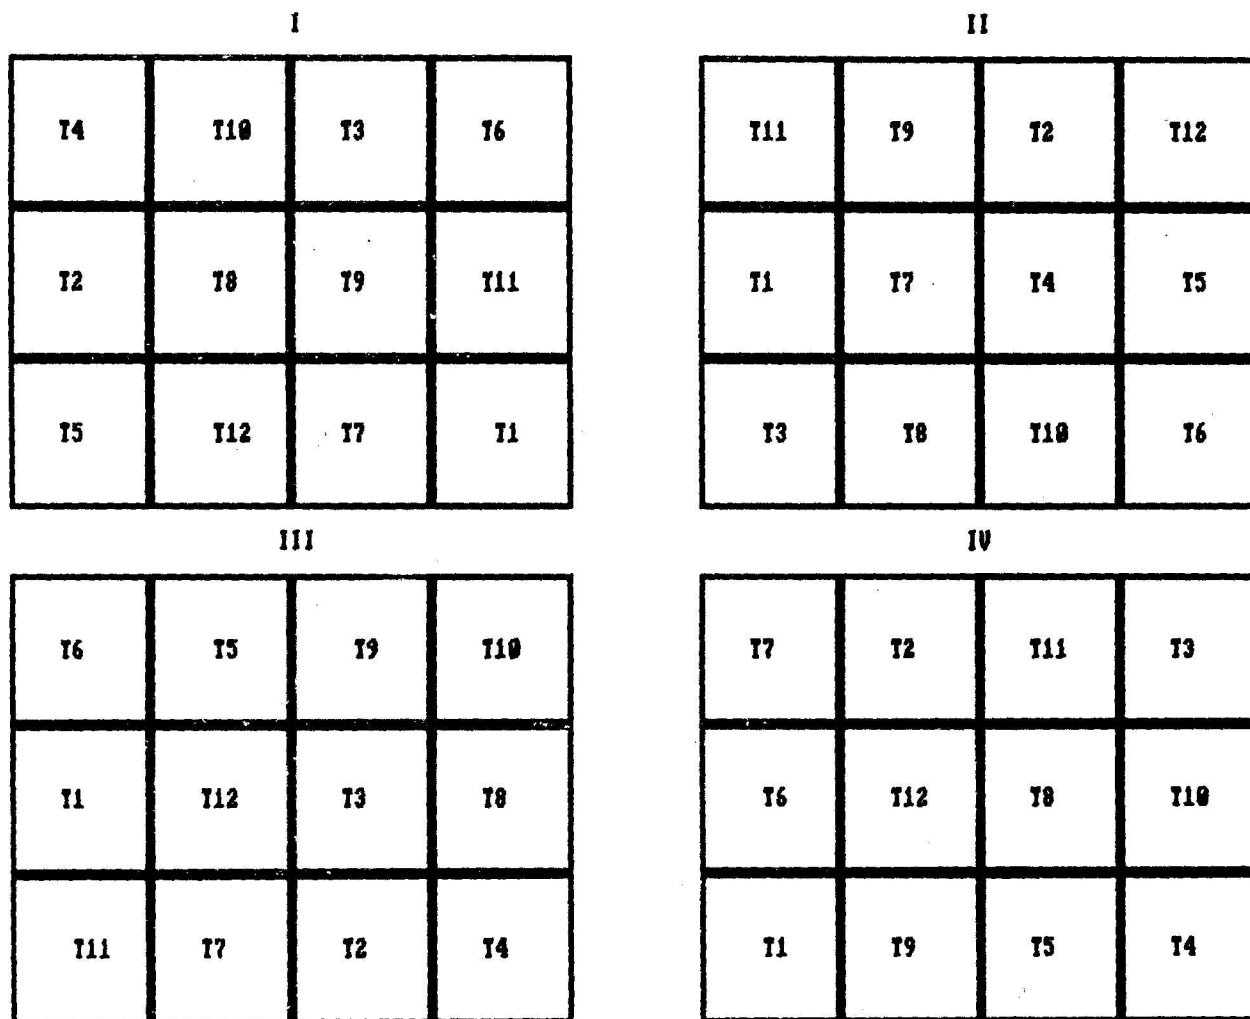 I II
T4 T10 T3 T6 T11 T9 T2 T12
T2 T8 T9 T11 T1 T7 T4 T5
T5 T12 T7 T1 T3 T8 T10 T6
III IV
T6 T5 T9 T10 T7 T2 T11 T3
T1 T12 T3 T8 T6 T12 T8 T10
T11 T7 T2 T4 T1 T9 T5 T4